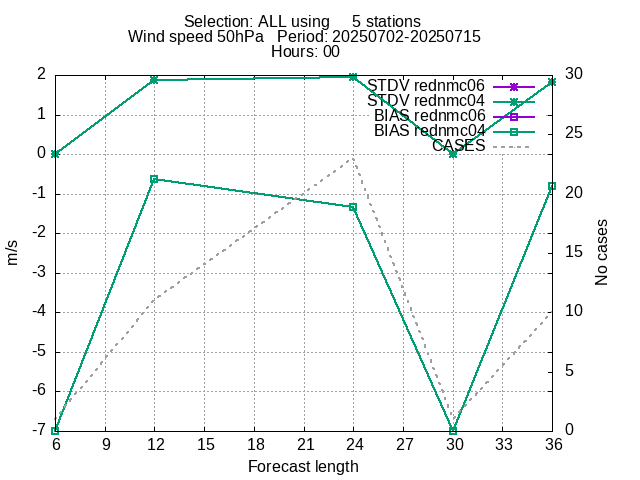 Selection: ALL using 5 stations
Wind speed 50hPa Period: 20250702-20250715
Hours: 00
STDV rednmc06
STDV rednmc04
BIAS rednmc06
BIAS rednmc04
CASES
2
1
0
-1
-2
-3
-4
-5
-6
-7
m/s
30
25
20
15
10
5
0
No cases
6 9 12 15 18 21 24 27 30 33 36
Forecast length